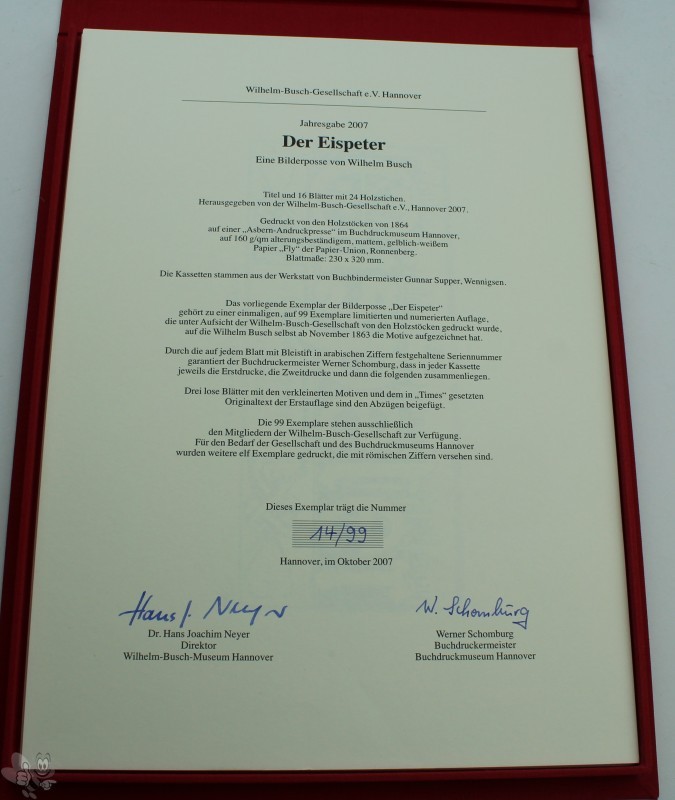 Wilhelm-Busch-Gesellschaft e.V. Hannover
Jahresgabe 2007
Der Eispeter
Eine Bilderposse von Wilhelm Busch
Titel und 16 Blätter mit 24 Holzstichen.
Herausgegeben von der Wilhelm-Busch-Gesellschaft e.V., Hannover 2007.
Gedruckt von den Holzstöcken von 1864
auf einer „Asbern-Andruckpresse“ im Buchdruckmuseum Hannover,
auf 160 g/qm alterungsbeständigem, mattem, gelblich-weißem
Papier „Fly“ der Papier-Union, Ronnenberg.
Blattmaße: 230 x 320 mm.
Die Kassetten stammen aus der Werkstatt von Buchbindermeister Gunnar Supper, Wennigsen.
Das vorliegende Exemplar der Bilderposse „Der Eispeter“
gehört zu einer einmaligen, auf 99 Exemplare limitierten und numerierten Auflage,
die unter Aufsicht der Wilhelm-Busch-Gesellschaft von den Holzstöcken gedruckt wurde,
auf die Wilhelm Busch selbst ab November 1863 die Motive aufgezeichnet hat.
Durch die auf jedem Blatt mit Bleistift in arabischen Ziffern festgehaltene Seriennummer
garantiert der Buchdruckermeister Werner Schomburg, dass in jeder Kassette
jeweils die Erstdrucke, die Zweitdrucke und dann die folgenden zusammenliegen.
Drei lose Blätter mit den verkleinerten Motiven und dem in „Times“ gesetzten
Originaltext der Erstauflage sind den Abzügen beigefügt.
Die 99 Exemplare stehen ausschließlich
den Mitgliedern der Wilhelm-Busch-Gesellschaft zur Verfügung.
Für den Bedarf der Gesellschaft und des Buchdruckmuseums Hannover
wurden weitere elf Exemplare gedruckt, die mit römischen Ziffern versehen sind.
Dieses Exemplar trägt die Nummer
14/99
Hannover, im Oktober 2007
Hans J. Neyer
W. Schomburg
Dr. Hans Joachim Neyer
Direktor
Wilhelm-Busch-Museum Hannover
Werner Schomburg
Buchdruckermeister
Buchdruckmuseum Hannover